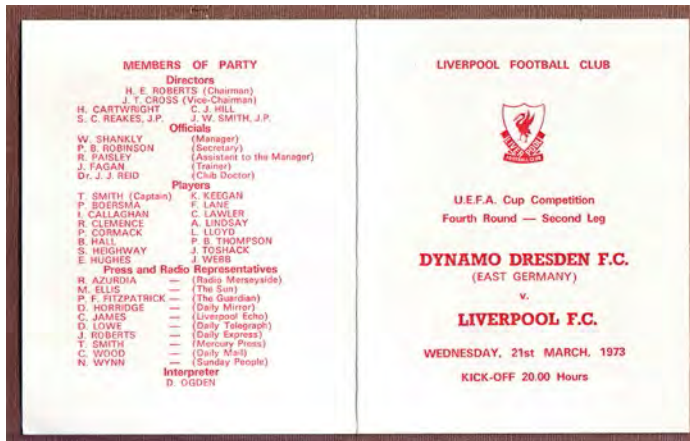 MEMBERS OF PARTY
Directors
H. E. ROBERTS (Chairman)
J. T. CROSS (Vice-Chairman)
H. CARTWRIGHT C. J. HILL
S. C. REAKES, J.P. J. W. SMITH, J.P.
Officials
W. SHANKLY (Manager)
P. B. ROBINSON (Secretary)
R. PAISLEY (Assistant to the Manager)
J. FAGAN (Trainer)
Dr. J. J. REID (Club Doctor)
Players
T. SMITH (Captain) K. KEEGAN
P. BOERSMA F. LANE
I. CALLAGHAN C. LAWLER
R. CLEMENCE A. LINDSAY
P. CORMACK L. LLOYD
B. HALL P. B. THOMPSON
S. HEIGHWAY J. TOSHACK
E. HUGHES J. WEBB
Press and Radio Representatives
R. AZURDIA — (Radio Merseyside)
M. ELLIS — (The Sun)
P. F. FITZPATRICK — (The Guardian)
D. HORRIDGE — (Daily Mirror)
C. JAMES — (Liverpool Echo)
D. LOWE — (Daily Telegraph)
J. ROBERTS — (Daily Express)
T. SMITH — (Mercury Press)
C. WOOD — (Daily Mail)
N. WYNN — (Sunday People)
Interpreter
D. OGDEN
LIVERPOOL FOOTBALL CLUB
LIVERPOOL
FOOTBALL CLUB
U.E.F.A. Cup Competition
Fourth Round — Second Leg
DYNAMO DRESDEN F.C.
(EAST GERMANY)
v.
LIVERPOOL F.C.
WEDNESDAY, 21st MARCH, 1973
KICK-OFF 20.00 Hours